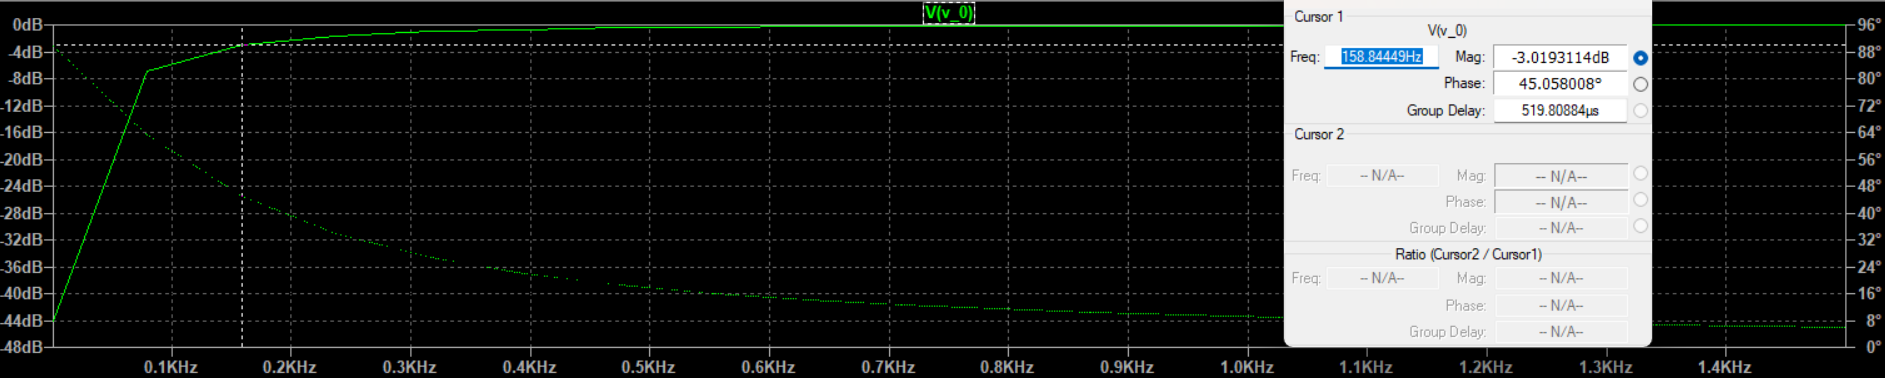 V(v_0)
0dB
-4dB
-8dB
-12dB
-16dB
-20dB
-24dB
-28dB
-32dB
-36dB
-40dB
-44dB
-48dB
0.1KHz 0.2KHz 0.3KHz 0.4KHz 0.5KHz 0.6KHz 0.7KHz 0.8KHz 0.9KHz 1.0KHz 1.1KHz 1.2KHz 1.3KHz 1.4KHz
96°
88°
80°
72°
64°
56°
48°
40°
32°
24°
16°
8°
0°
Cursor 1
V(v_0)
Freq: 158.84449Hz Mag: -3.0193114dB
Phase: 45.058008°
Group Delay: 519.80884µs
Cursor 2
Freq: -- N/A-- Mag: -- N/A--
Phase: -- N/A--
Group Delay: -- N/A--
Ratio (Cursor2 / Cursor1)
Freq: -- N/A-- Mag: -- N/A--
Phase: -- N/A--
Group Delay: -- N/A--